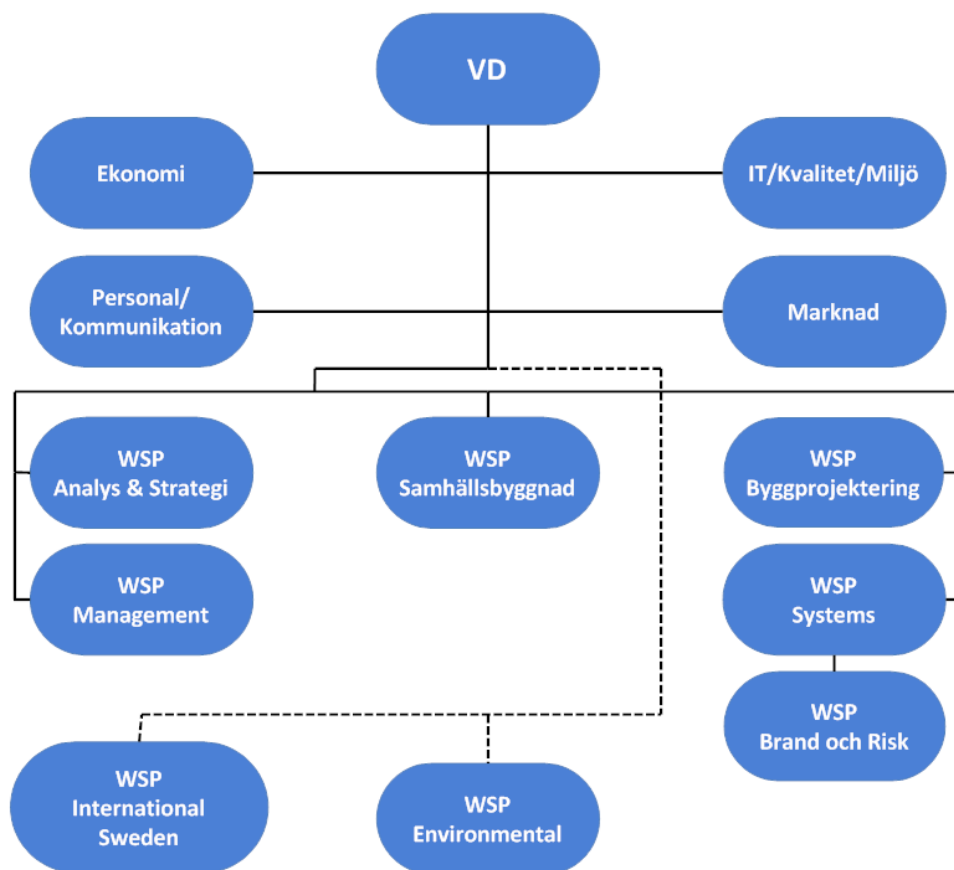 VD
Ekonomi
IT/Kvalitet/Miljö
Personal/
Kommunikation
Marknad
WSP
Analys & Strategi
WSP
Samhällsbyggnad
WSP
Byggprojektering
WSP
Management
WSP
Systems
WSP
Brand och Risk
WSP
International
Sweden
WSP
Environmental